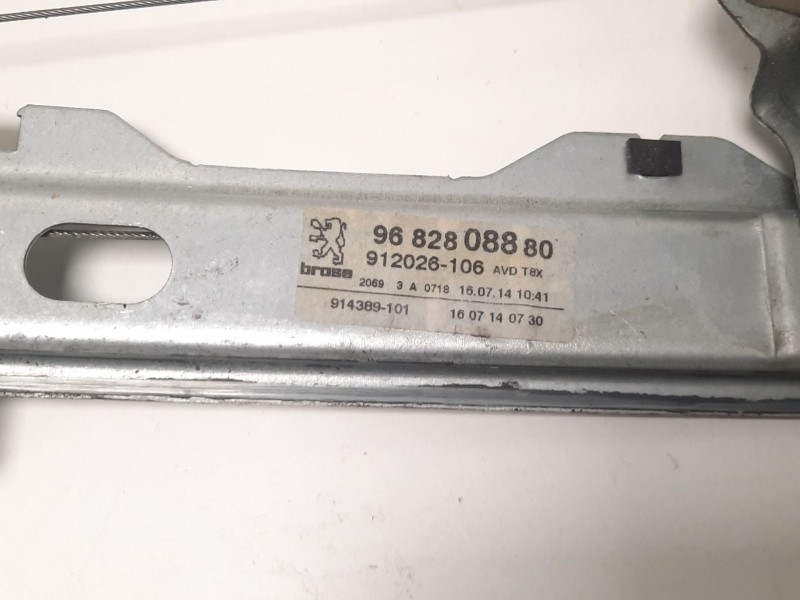 96 828 088 80
912026-106 AVD T8X
brose
2069 3 A 0718 16.07.14 10:41
914389-101 16 07 14 07 30